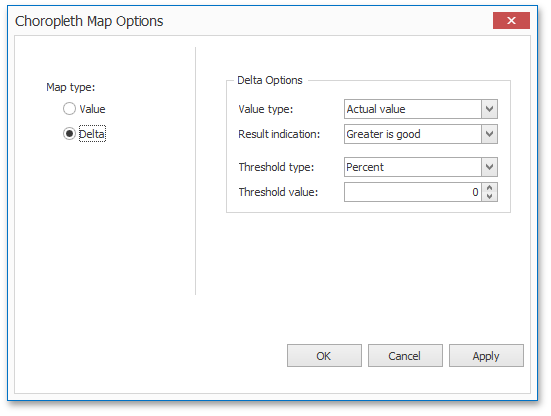 Choropleth Map Options
Map type:
Value
Delta
Delta Options
Value type: Actual value
Result indication: Greater is good
Threshold type: Percent
Threshold value: 0
OK Cancel Apply